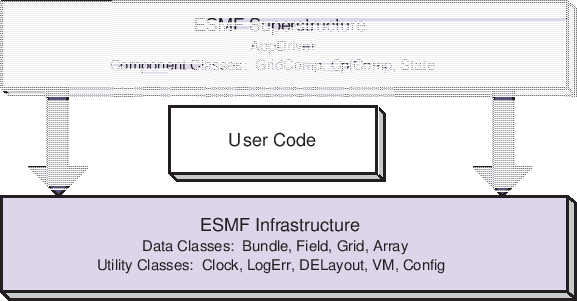 ESMF Superstructure
AppDriver
Component Classes: GridComp, CplComp, State
User Code
ESMF Infrastructure
Data Classes: Bundle, Field, Grid, Array
Utility Classes: Clock, LogErr, DELayout, VM, Config